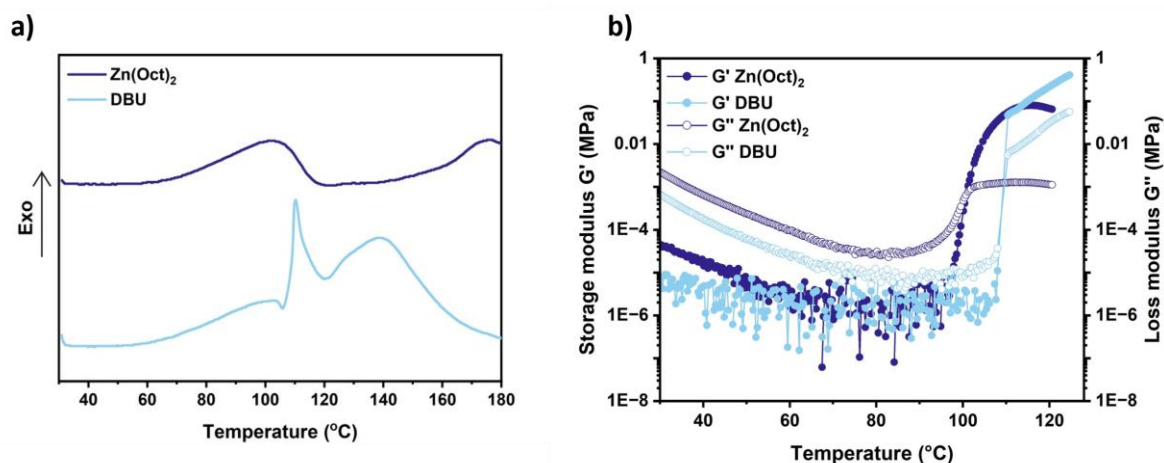 a)
Zn(Oct)₂
DBU
Exo
40 60 80 100 120 140 160 180
Temperature (°C)
b)
1
0.01
1E−4
1E−6
1E−8
Storage modulus G' (MPa)
G' Zn(Oct)₂
G' DBU
G'' Zn(Oct)₂
G'' DBU
1
0.01
1E−4
1E−6
1E−8
Loss modulus G'' (MPa)
40 60 80 100 120
Temperature (°C)